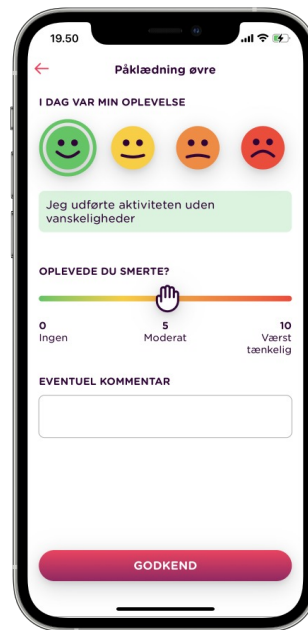 19.50
Påklædning øvre
I DAG VAR MIN OPLEVELSE
Jeg udførte aktiviteten uden
vanskeligheder
OPLEVEDE DU SMERTE?
0 5 10
Ingen Moderat Værst
tænkelig
EVENTUEL KOMMENTAR
GODKEND